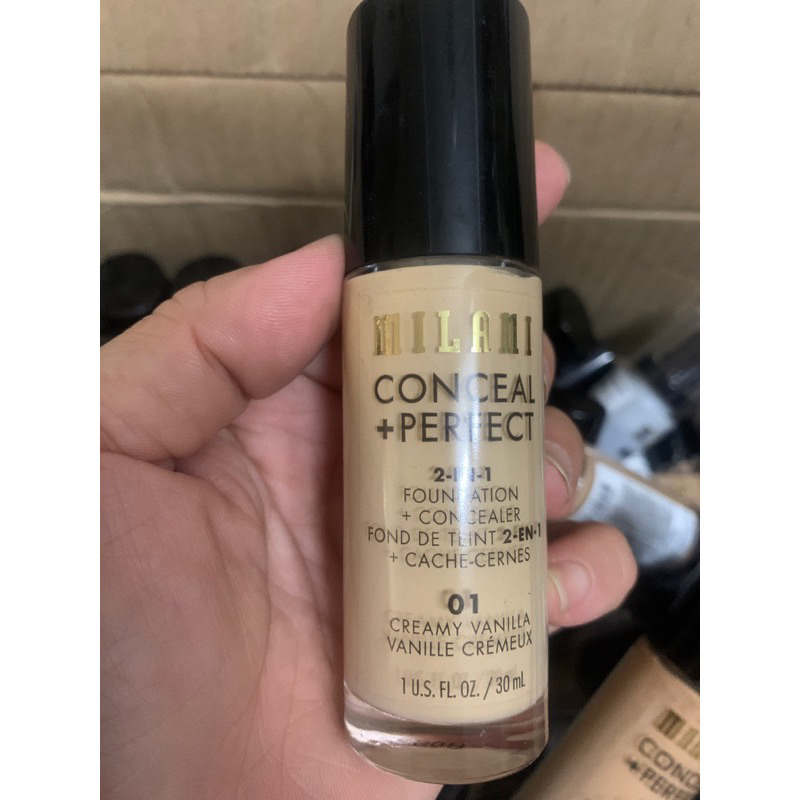 MILANI
CONCEAL
+PERFECT
2-IN-1
FOUNDATION
+ CONCEALER
FOND DE TEINT 2-EN-1
+ CACHE-CERNES
01
CREAMY VANILLA
VANILLE CRÉMEUX
1 U.S. FL. OZ. / 30 mL